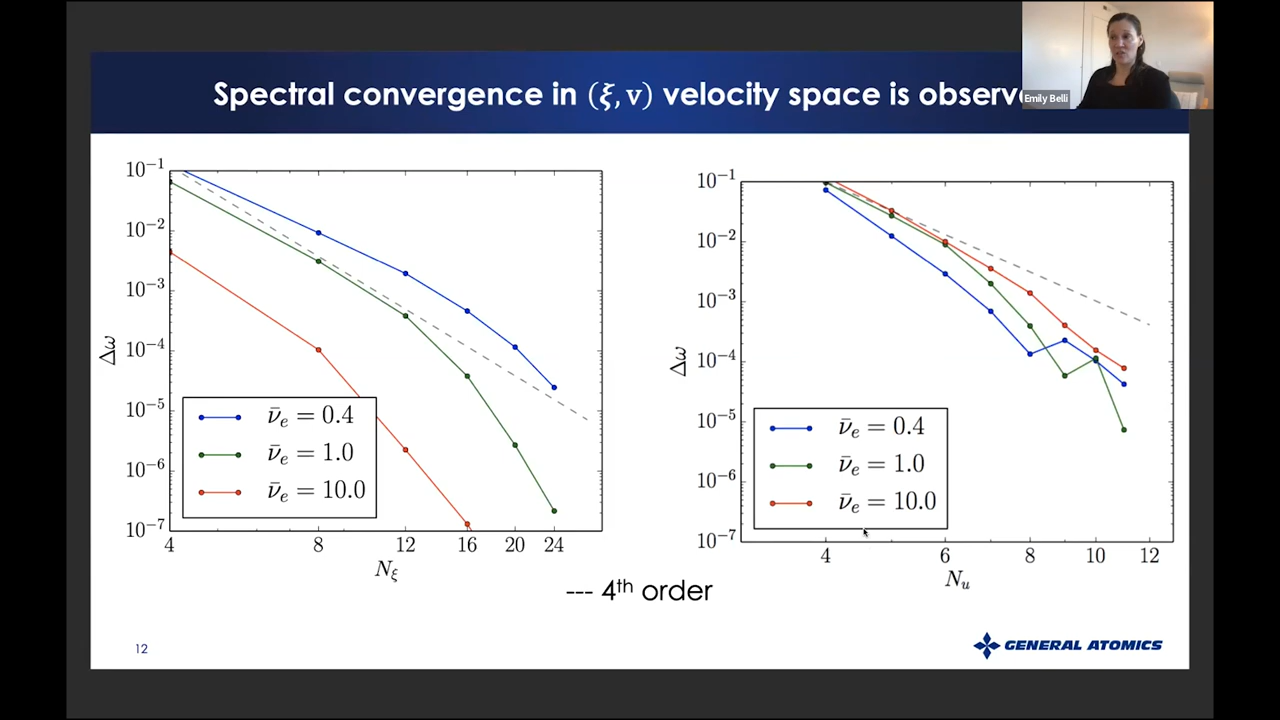 Spectral convergence in (ξ, v) velocity space is observe
Emily Belli
10⁻¹
10⁻²
10⁻³
10⁻⁴
10⁻⁵
10⁻⁶
10⁻⁷
Δω
ν̄ₑ = 0.4
ν̄ₑ = 1.0
ν̄ₑ = 10.0
4 8 12 16 20 24
N_ξ
10⁻¹
10⁻²
10⁻³
10⁻⁴
10⁻⁵
10⁻⁶
10⁻⁷
Δω
ν̄ₑ = 0.4
ν̄ₑ = 1.0
ν̄ₑ = 10.0
4 6 8 10 12
N_u
--- 4ᵗʰ order
12
GENERAL ATOMICS